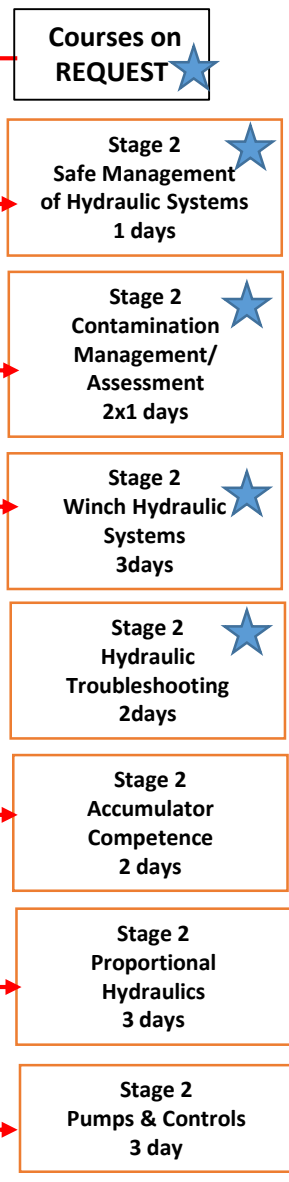 Courses on
REQUEST
Stage 2
Safe Management
of Hydraulic Systems
1 days
Stage 2
Contamination
Management/
Assessment
2x1 days
Stage 2
Winch Hydraulic
Systems
3days
Stage 2
Hydraulic
Troubleshooting
2days
Stage 2
Accumulator
Competence
2 days
Stage 2
Proportional
Hydraulics
3 days
Stage 2
Pumps & Controls
3 day